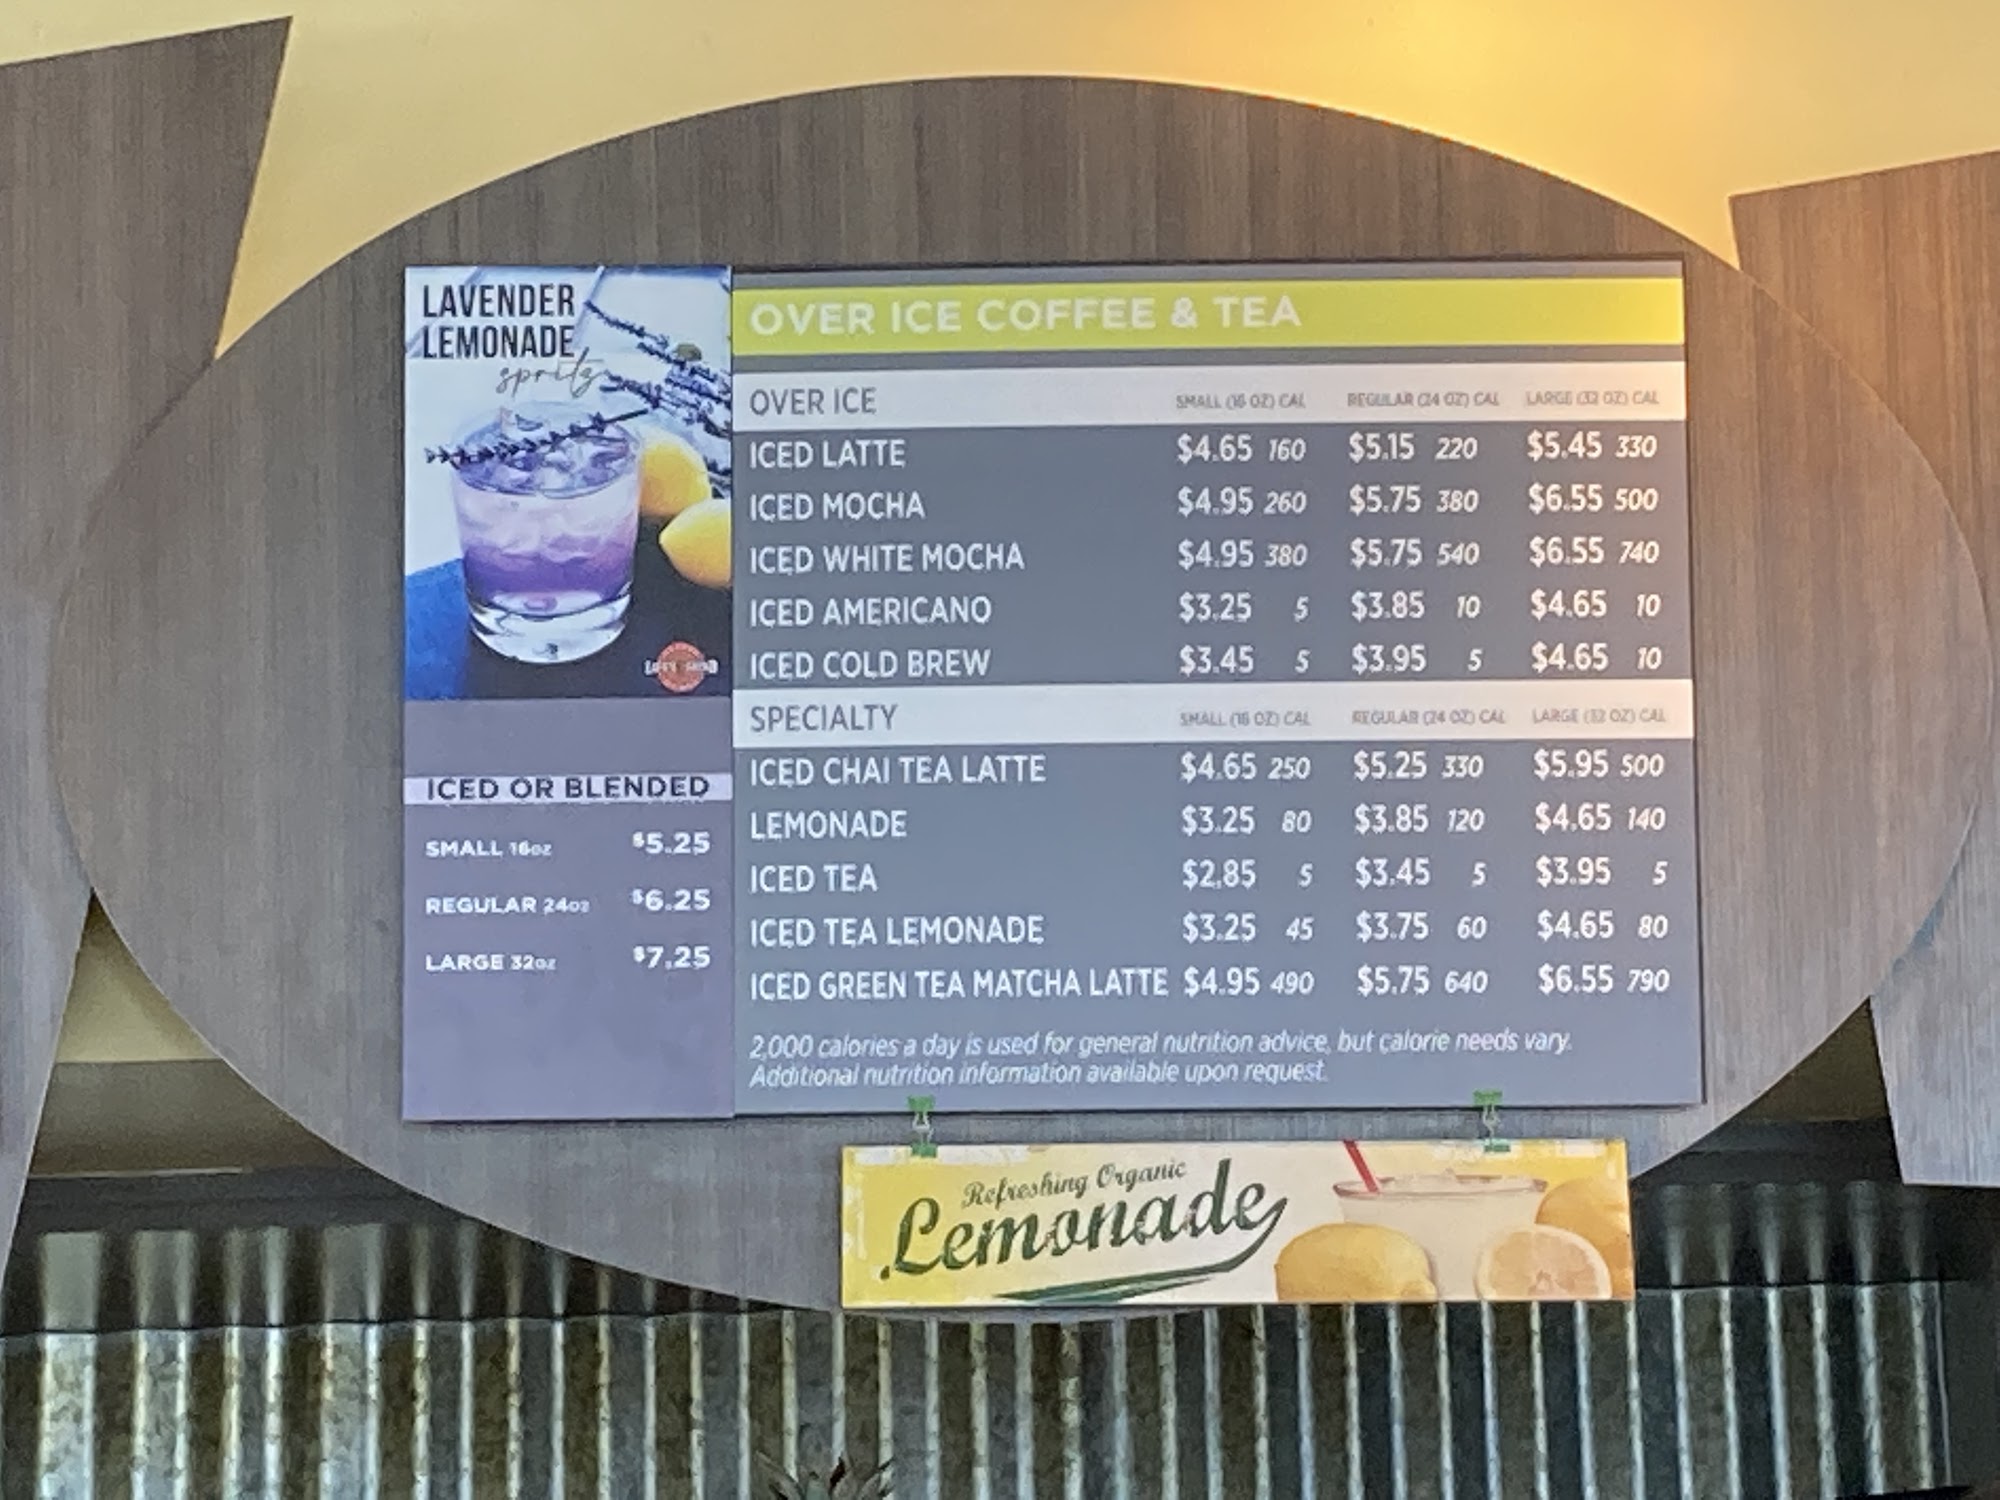 LAVENDER
LEMONADE
spritz
ICED OR BLENDED
SMALL 16oz $5.25
REGULAR 24oz $6.25
LARGE 32oz $7.25
OVER ICE COFFEE & TEA
OVER ICE SMALL (16 OZ) CAL REGULAR (24 OZ) CAL LARGE (32 OZ) CAL
ICED LATTE $4.65 160 $5.15 220 $5.45 330
ICED MOCHA $4.95 260 $5.75 380 $6.55 500
ICED WHITE MOCHA $4.95 380 $5.75 540 $6.55 740
ICED AMERICANO $3.25 5 $3.85 10 $4.65 10
ICED COLD BREW $3.45 5 $3.95 5 $4.65 10
SPECIALTY SMALL (16 OZ) CAL REGULAR (24 OZ) CAL LARGE (32 OZ) CAL
ICED CHAI TEA LATTE $4.65 250 $5.25 330 $5.95 500
LEMONADE $3.25 80 $3.85 120 $4.65 140
ICED TEA $2.85 5 $3.45 5 $3.95 5
ICED TEA LEMONADE $3.25 45 $3.75 60 $4.65 80
ICED GREEN TEA MATCHA LATTE $4.95 490 $5.75 640 $6.55 790
2,000 calories a day is used for general nutrition advice, but calorie needs vary.
Additional nutrition information available upon request.
Refreshing Organic
Lemonade